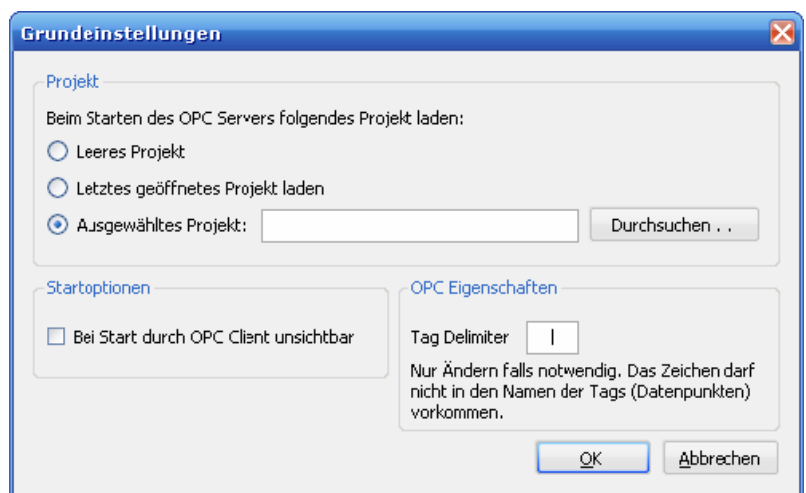 Grundeinstellungen
Projekt
Beim Starten des OPC Servers folgendes Projekt laden:
Leeres Projekt
Letztes geöffnetes Projekt laden
Ausgewähltes Projekt:
Durchsuchen . .
Startoptionen
Bei Start durch OPC Client unsichtbar
OPC Eigenschaften
Tag Delimiter |
Nur Ändern falls notwendig. Das Zeichen darf
nicht in den Namen der Tags (Datenpunkten)
vorkommen.
OK
Abbrechen